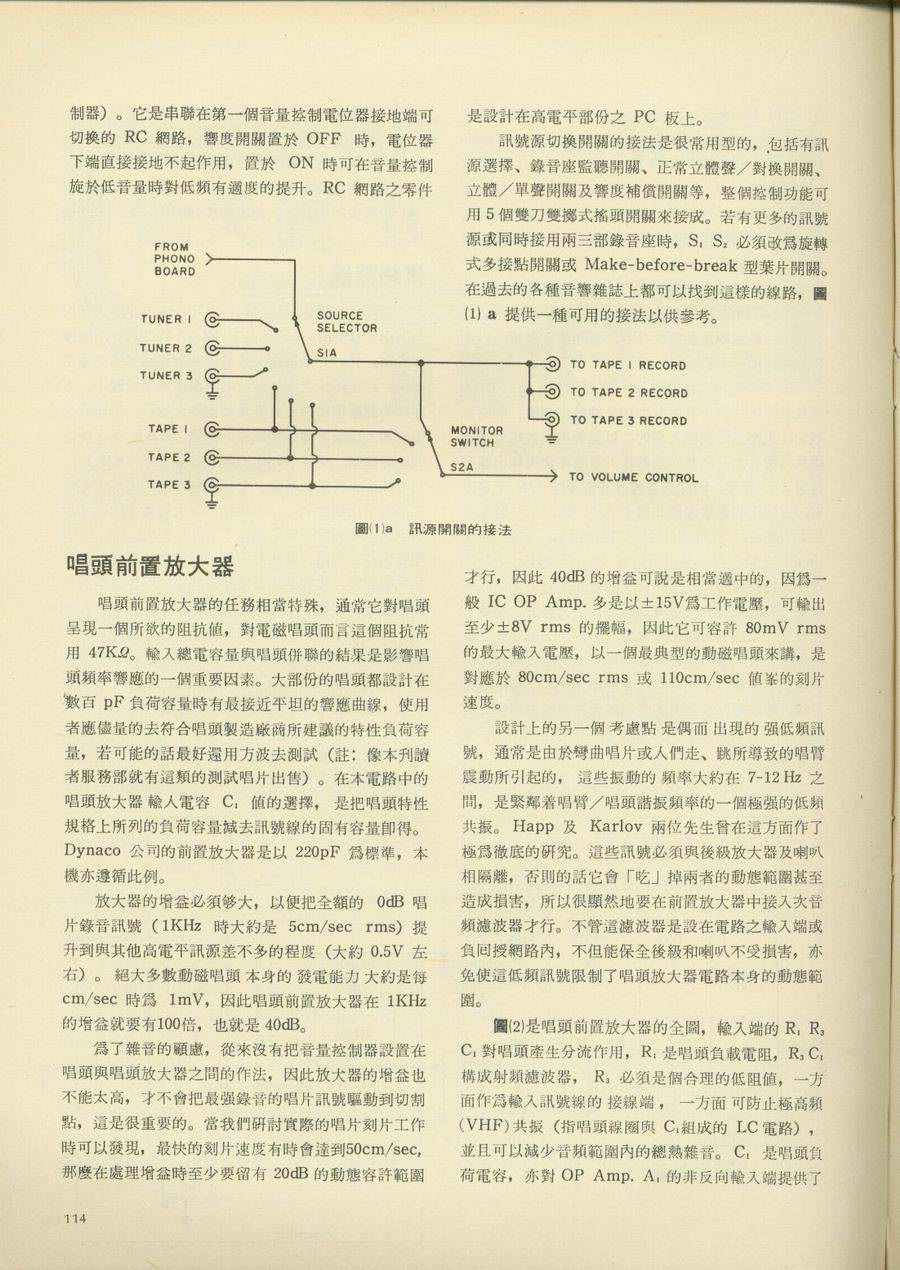 制器）。它是串聯在第一個音量控制電位器接地端可
切換的 RC 網路，響度開關置於 OFF 時，電位器
下端直接接地不起作用，置於 ON 時可在音量控制
旋於低音量時對低頻有適度的提升。RC 網路之零件
是設計在高電平部份之 PC 板上。
訊號源切換開關的接法是很常用型的，包括有訊
源選擇、錄音座監聽開關、正常立體聲／對換開關、
立體／單聲開關及響度補償開關等，整個控制功能可
用 5 個雙刀雙擲式搖頭開關來接成。若有更多的訊號
源或同時接用兩三部錄音座時，S₁ S₂ 必須改爲旋轉
式多接點開關或 Make-before-break 型葉片開關。
在過去的各種音響雜誌上都可以找到這樣的線路，圖
(1) a 提供一種可用的接法以供參考。
FROM
PHONO
BOARD
TUNER 1
TUNER 2
TUNER 3
TAPE 1
TAPE 2
TAPE 3
SOURCE
SELECTOR
S1A
MONITOR
SWITCH
S2A
TO TAPE 1 RECORD
TO TAPE 2 RECORD
TO TAPE 3 RECORD
TO VOLUME CONTROL
圖(1)a 訊源開關的接法
唱頭前置放大器
唱頭前置放大器的任務相當特殊，通常它對唱頭
呈現一個所欲的阻抗値，對電磁唱頭而言這個阻抗常
用 47KΩ。輸入總電容量與唱頭併聯的結果是影響唱
頭頻率響應的一個重要因素。大部份的唱頭都設計在
數百 pF 負荷容量時有最接近平坦的響應曲線，使用
者應儘量的去符合唱頭製造廠商所建議的特性負荷容
量，若可能的話最好還用方波去測試（註：像本刋讀
者服務部就有這類的測試唱片出售）。在本電路中的
唱頭放大器輸人電容 C₁ 値的選擇，是把唱頭特性
規格上所列的負荷容量減去訊號線的固有容量卽得。
Dynaco 公司的前置放大器是以 220pF 爲標準，本
機亦遵循此例。
放大器的增益必須够大，以便把全額的 0dB 唱
片錄音訊號（1KHz 時大約是 5cm/sec rms）提
升到與其他高電平訊源差不多的程度（大約 0.5V 左
右）。絕大多數動磁唱頭本身的發電能力大約是每
cm/sec 時爲 1mV，因此唱頭前置放大器在 1KHz
的增益就要有100倍，也就是 40dB。
爲了雜音的顧慮，從來沒有把音量控制器設置在
唱頭與唱頭放大器之間的作法，因此放大器的增益也
不能太高，才不會把最强錄音的唱片訊號驅動到切割
點，這是很重要的。當我們研討實際的唱片刻片工作
時可以發現，最快的刻片速度有時會達到50cm/sec,
那麼在處理增益時至少要留有 20dB 的動態容許範圍
才行，因此 40dB 的增益可說是相當適中的，因爲一
般 IC OP Amp. 多是以±15V爲工作電壓，可輸出
至少±8V rms 的擺幅，因此它可容許 80mV rms
的最大輸入電壓，以一個最典型的動磁唱頭來講，是
對應於 80cm/sec rms 或 110cm/sec 値峯的刻片
速度。
設計上的另一個考慮點是偶而出現的强低頻訊
號，通常是由於彎曲唱片或人們走、跳所導致的唱臂
震動所引起的，這些振動的頻率大約在 7-12 Hz 之
間，是緊鄰着唱臂／唱頭諧振頻率的一個極强的低頻
共振。Happ 及 Karlov 兩位先生曾在這方面作了
極爲徹底的研究。這些訊號必須與後級放大器及喇叭
相隔離，否則的話它會「吃」掉兩者的動態範圍甚至
造成損害，所以很顯然地要在前置放大器中接入次音
頻濾波器才行。不管這濾波器是設在電路之輸入端或
負囘授網路內，不但能保全後級和喇叭不受損害，亦
免使這低頻訊號限制了唱頭放大器電路本身的動態範
圍。
圖(2)是唱頭前置放大器的全圖，輸入端的 R₁ R₃
C₁ 對唱頭產生分流作用，R₁ 是唱頭負載電阻，R₃ C₁
構成射頻濾波器，R₃ 必須是個合理的低阻値，一方
面作爲輸入訊號線的接線端，一方面可防止極高頻
(VHF) 共振（指唱頭線圈與 C₁組成的 LC 電路），
並且可以減少音頻範圍內的總熱雜音。C₁ 是唱頭負
荷電容，亦對 OP Amp. A₁ 的非反向輸入端提供了
114